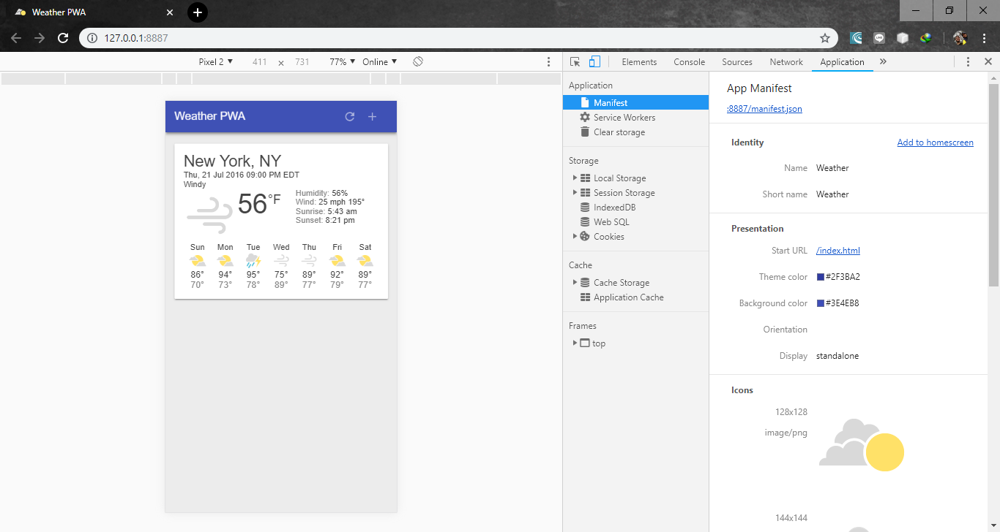 Weather PWA
127.0.0.1:8887
Pixel 2 ▼ 411 × 731 77% ▼ Online ▼
Elements Console Sources Network Application »
Weather PWA
New York, NY
Thu, 21 Jul 2016 09:00 PM EDT
Windy
56°F
Humidity: 56%
Wind: 25 mph 195°
Sunrise: 5:43 am
Sunset: 8:21 pm
Sun Mon Tue Wed Thu Fri Sat
86° 94° 95° 75° 89° 92° 89°
70° 73° 78° 89° 77° 79° 77°
Application
Manifest
Service Workers
Clear storage
Storage
Local Storage
Session Storage
IndexedDB
Web SQL
Cookies
Cache
Cache Storage
Application Cache
Frames
top
App Manifest
:8887/manifest.json
Identity Add to homescreen
Name Weather
Short name Weather
Presentation
Start URL /index.html
Theme color #2F3BA2
Background color #3E4EB8
Orientation
Display standalone
Icons
128x128
image/png
144x144